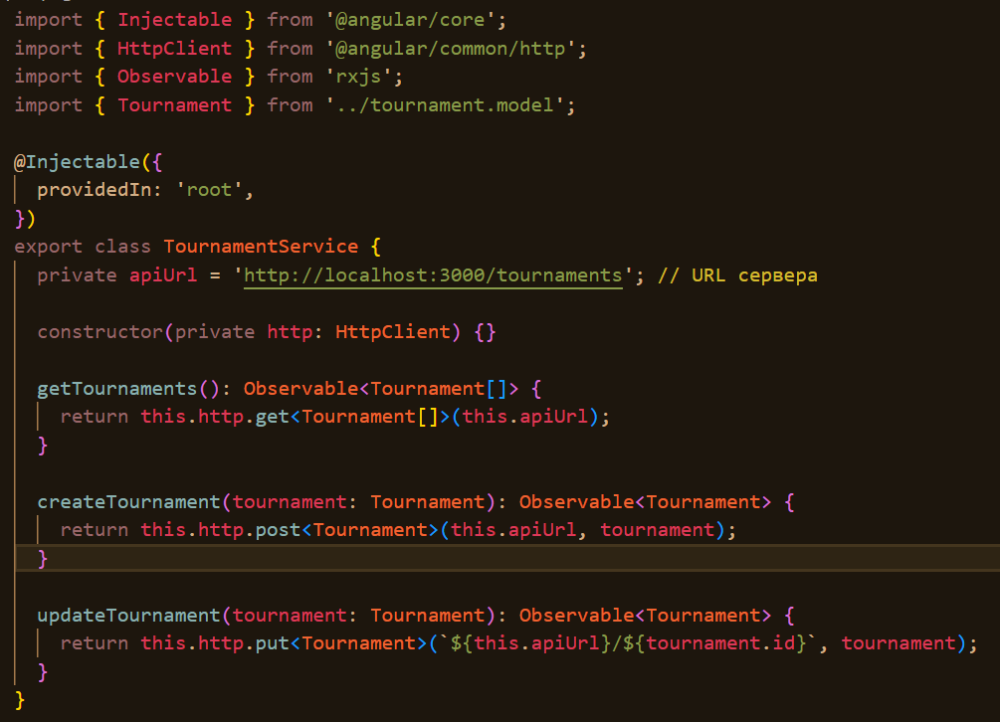 import { Injectable } from '@angular/core';
import { HttpClient } from '@angular/common/http';
import { Observable } from 'rxjs';
import { Tournament } from '../tournament.model';
@Injectable({
providedIn: 'root',
})
export class TournamentService {
private apiUrl = 'http://localhost:3000/tournaments'; // URL сервера
constructor(private http: HttpClient) {}
getTournaments(): Observable<Tournament[]> {
return this.http.get<Tournament[]>(this.apiUrl);
}
createTournament(tournament: Tournament): Observable<Tournament> {
return this.http.post<Tournament>(this.apiUrl, tournament);
}
updateTournament(tournament: Tournament): Observable<Tournament> {
return this.http.put<Tournament>(`${this.apiUrl}/${tournament.id}`, tournament);
}
}